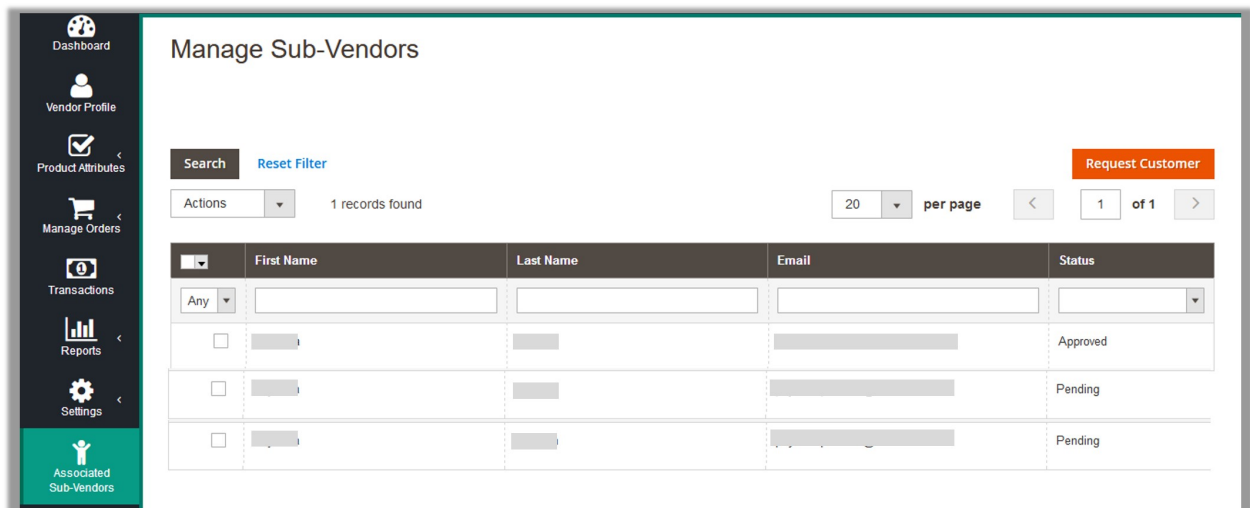 Dashboard
Vendor Profile
Product Attributes
Manage Orders
Transactions
Reports
Settings
Associated
Sub-Vendors
Manage Sub-Vendors
Search Reset Filter Request Customer
Actions 1 records found 20 per page 1 of 1
First Name Last Name Email Status
Any
Approved
Pending
Pending